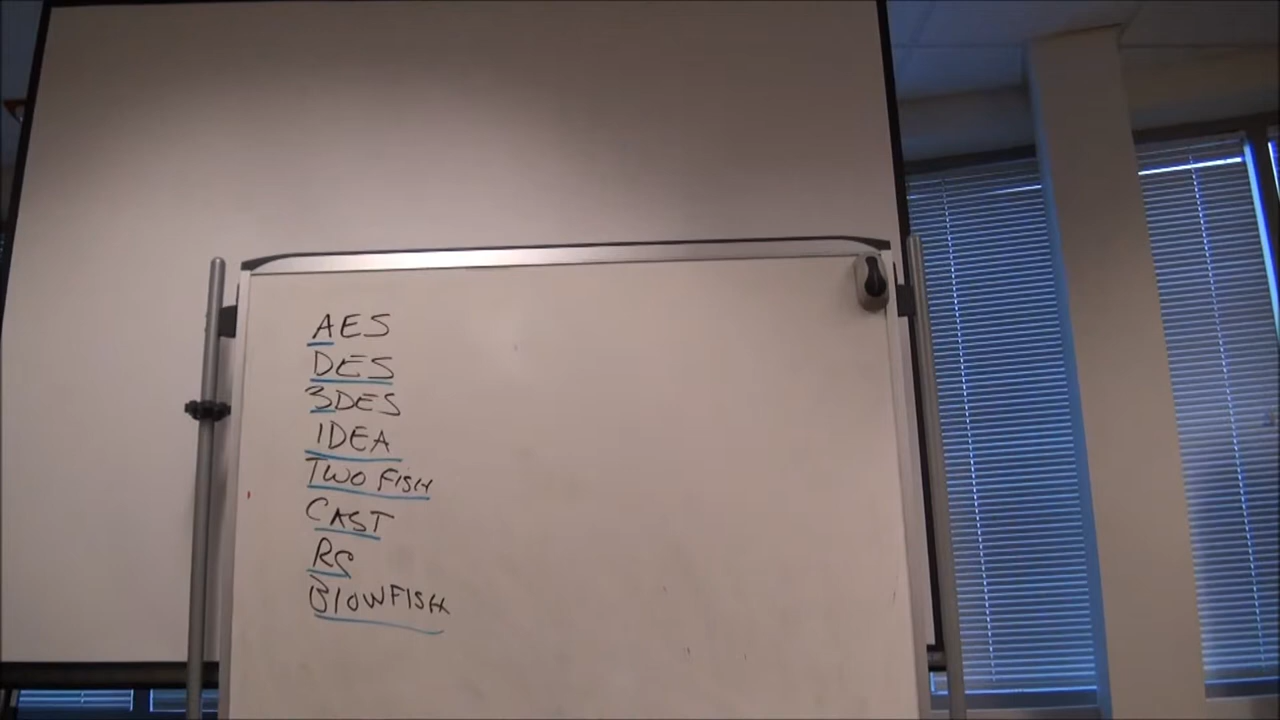 AES
DES
3DES
IDEA
TWO FISH
CAST
RC
BlOWFISH